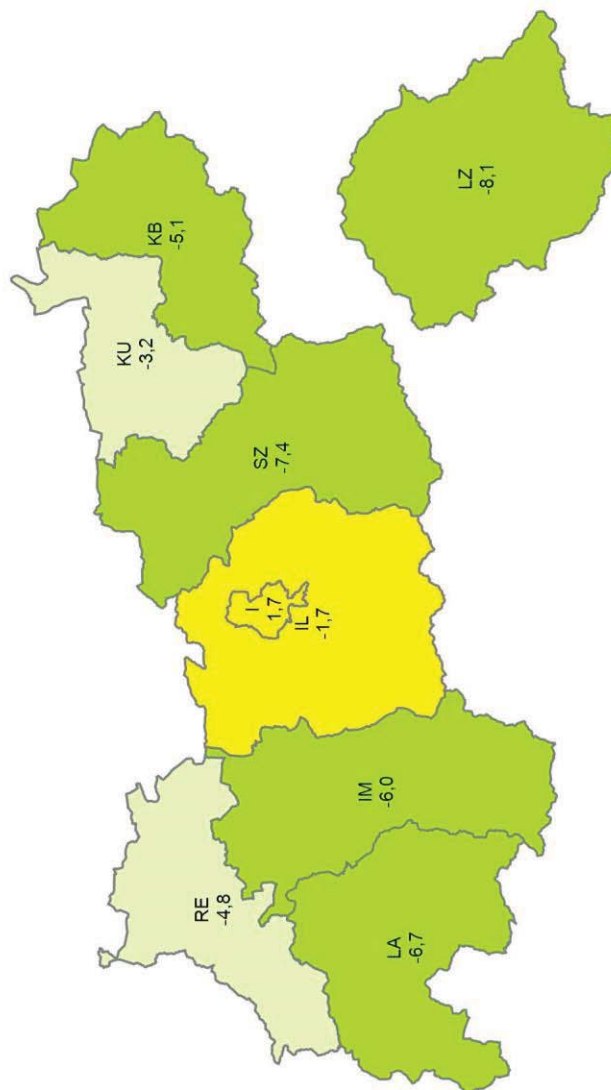 RE
-4,8
LA
-6,7
IM
-6,0
I
1,7
IL
-1,7
SZ
-7,4
KU
-3,2
KB
-5,1
LZ
-8,1